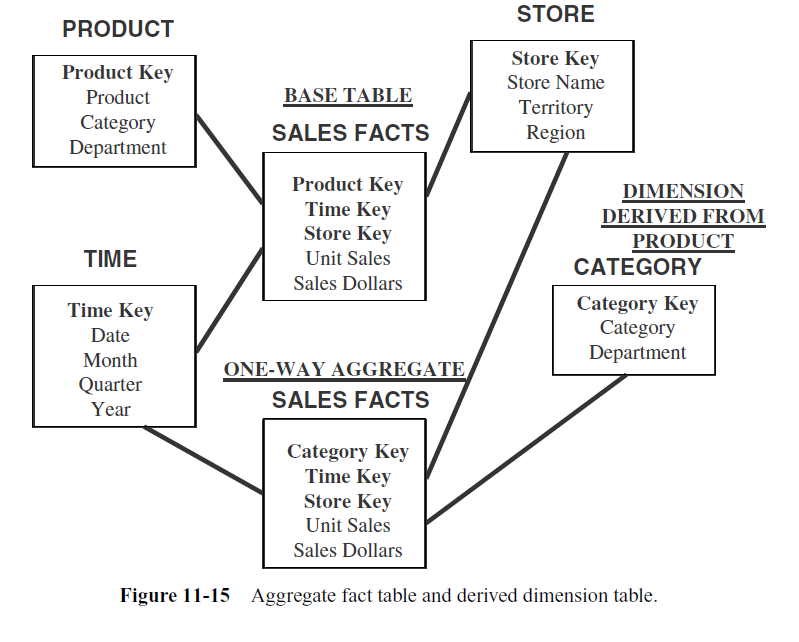 PRODUCT
Product Key
Product
Category
Department
BASE TABLE
SALES FACTS
Product Key
Time Key
Store Key
Unit Sales
Sales Dollars
STORE
Store Key
Store Name
Territory
Region
TIME
Time Key
Date
Month
Quarter
Year
ONE-WAY AGGREGATE
SALES FACTS
Category Key
Time Key
Store Key
Unit Sales
Sales Dollars
DIMENSION
DERIVED FROM
PRODUCT
CATEGORY
Category Key
Category
Department
Figure 11-15 Aggregate fact table and derived dimension table.